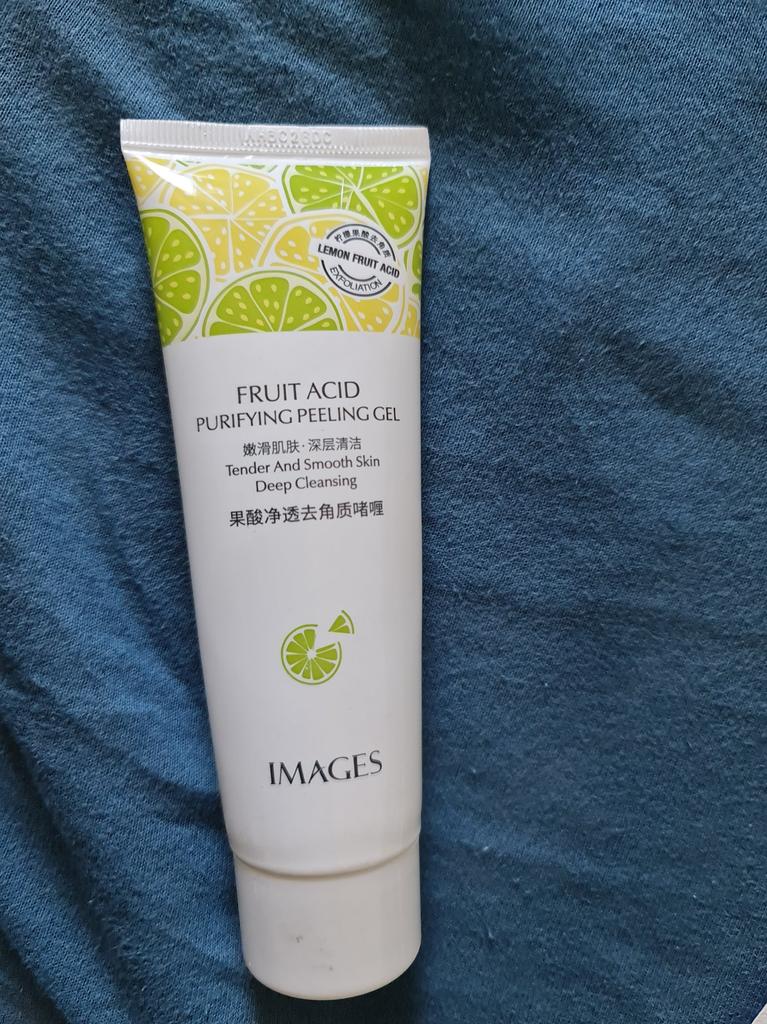 柠檬果酸去角质
LEMON FRUIT ACID
EXFOLIATION
FRUIT ACID
PURIFYING PEELING GEL
嫩滑肌肤·深层清洁
Tender And Smooth Skin
Deep Cleansing
果酸净透去角质啫喱
IMAGES